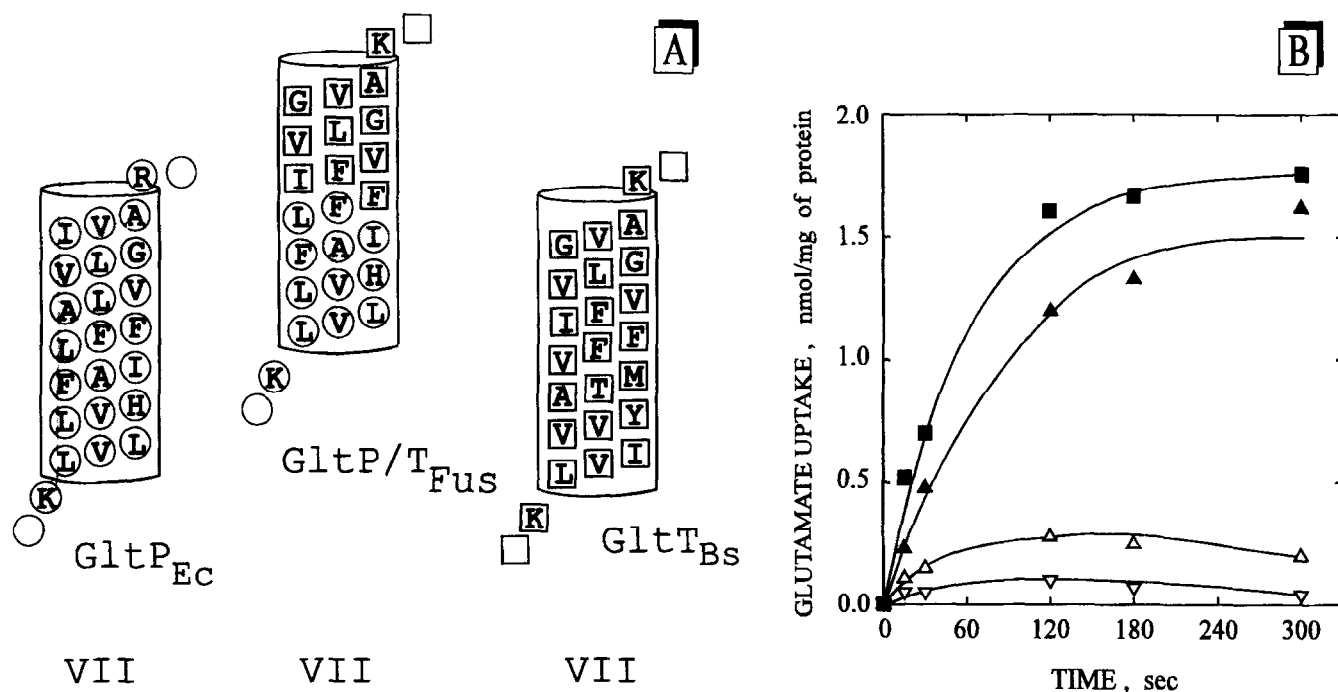 A
R
I V A
V L G
A L V
L F F
F A I
L V H
L V L
K
GltP_Ec
VII
K
G V A
V L G
I F V
L F F
F A I
L V H
L V L
K
GltP/T_Fus
VII
K
G V A
V L G
I F V
V F F
A T M
V V Y
L V I
K
GltT_Bs
VII
B
GLUTAMATE UPTAKE , nmol/mg of protein
2.0
1.5
1.0
0.5
0.0
0 60 120 180 240 300
TIME , sec